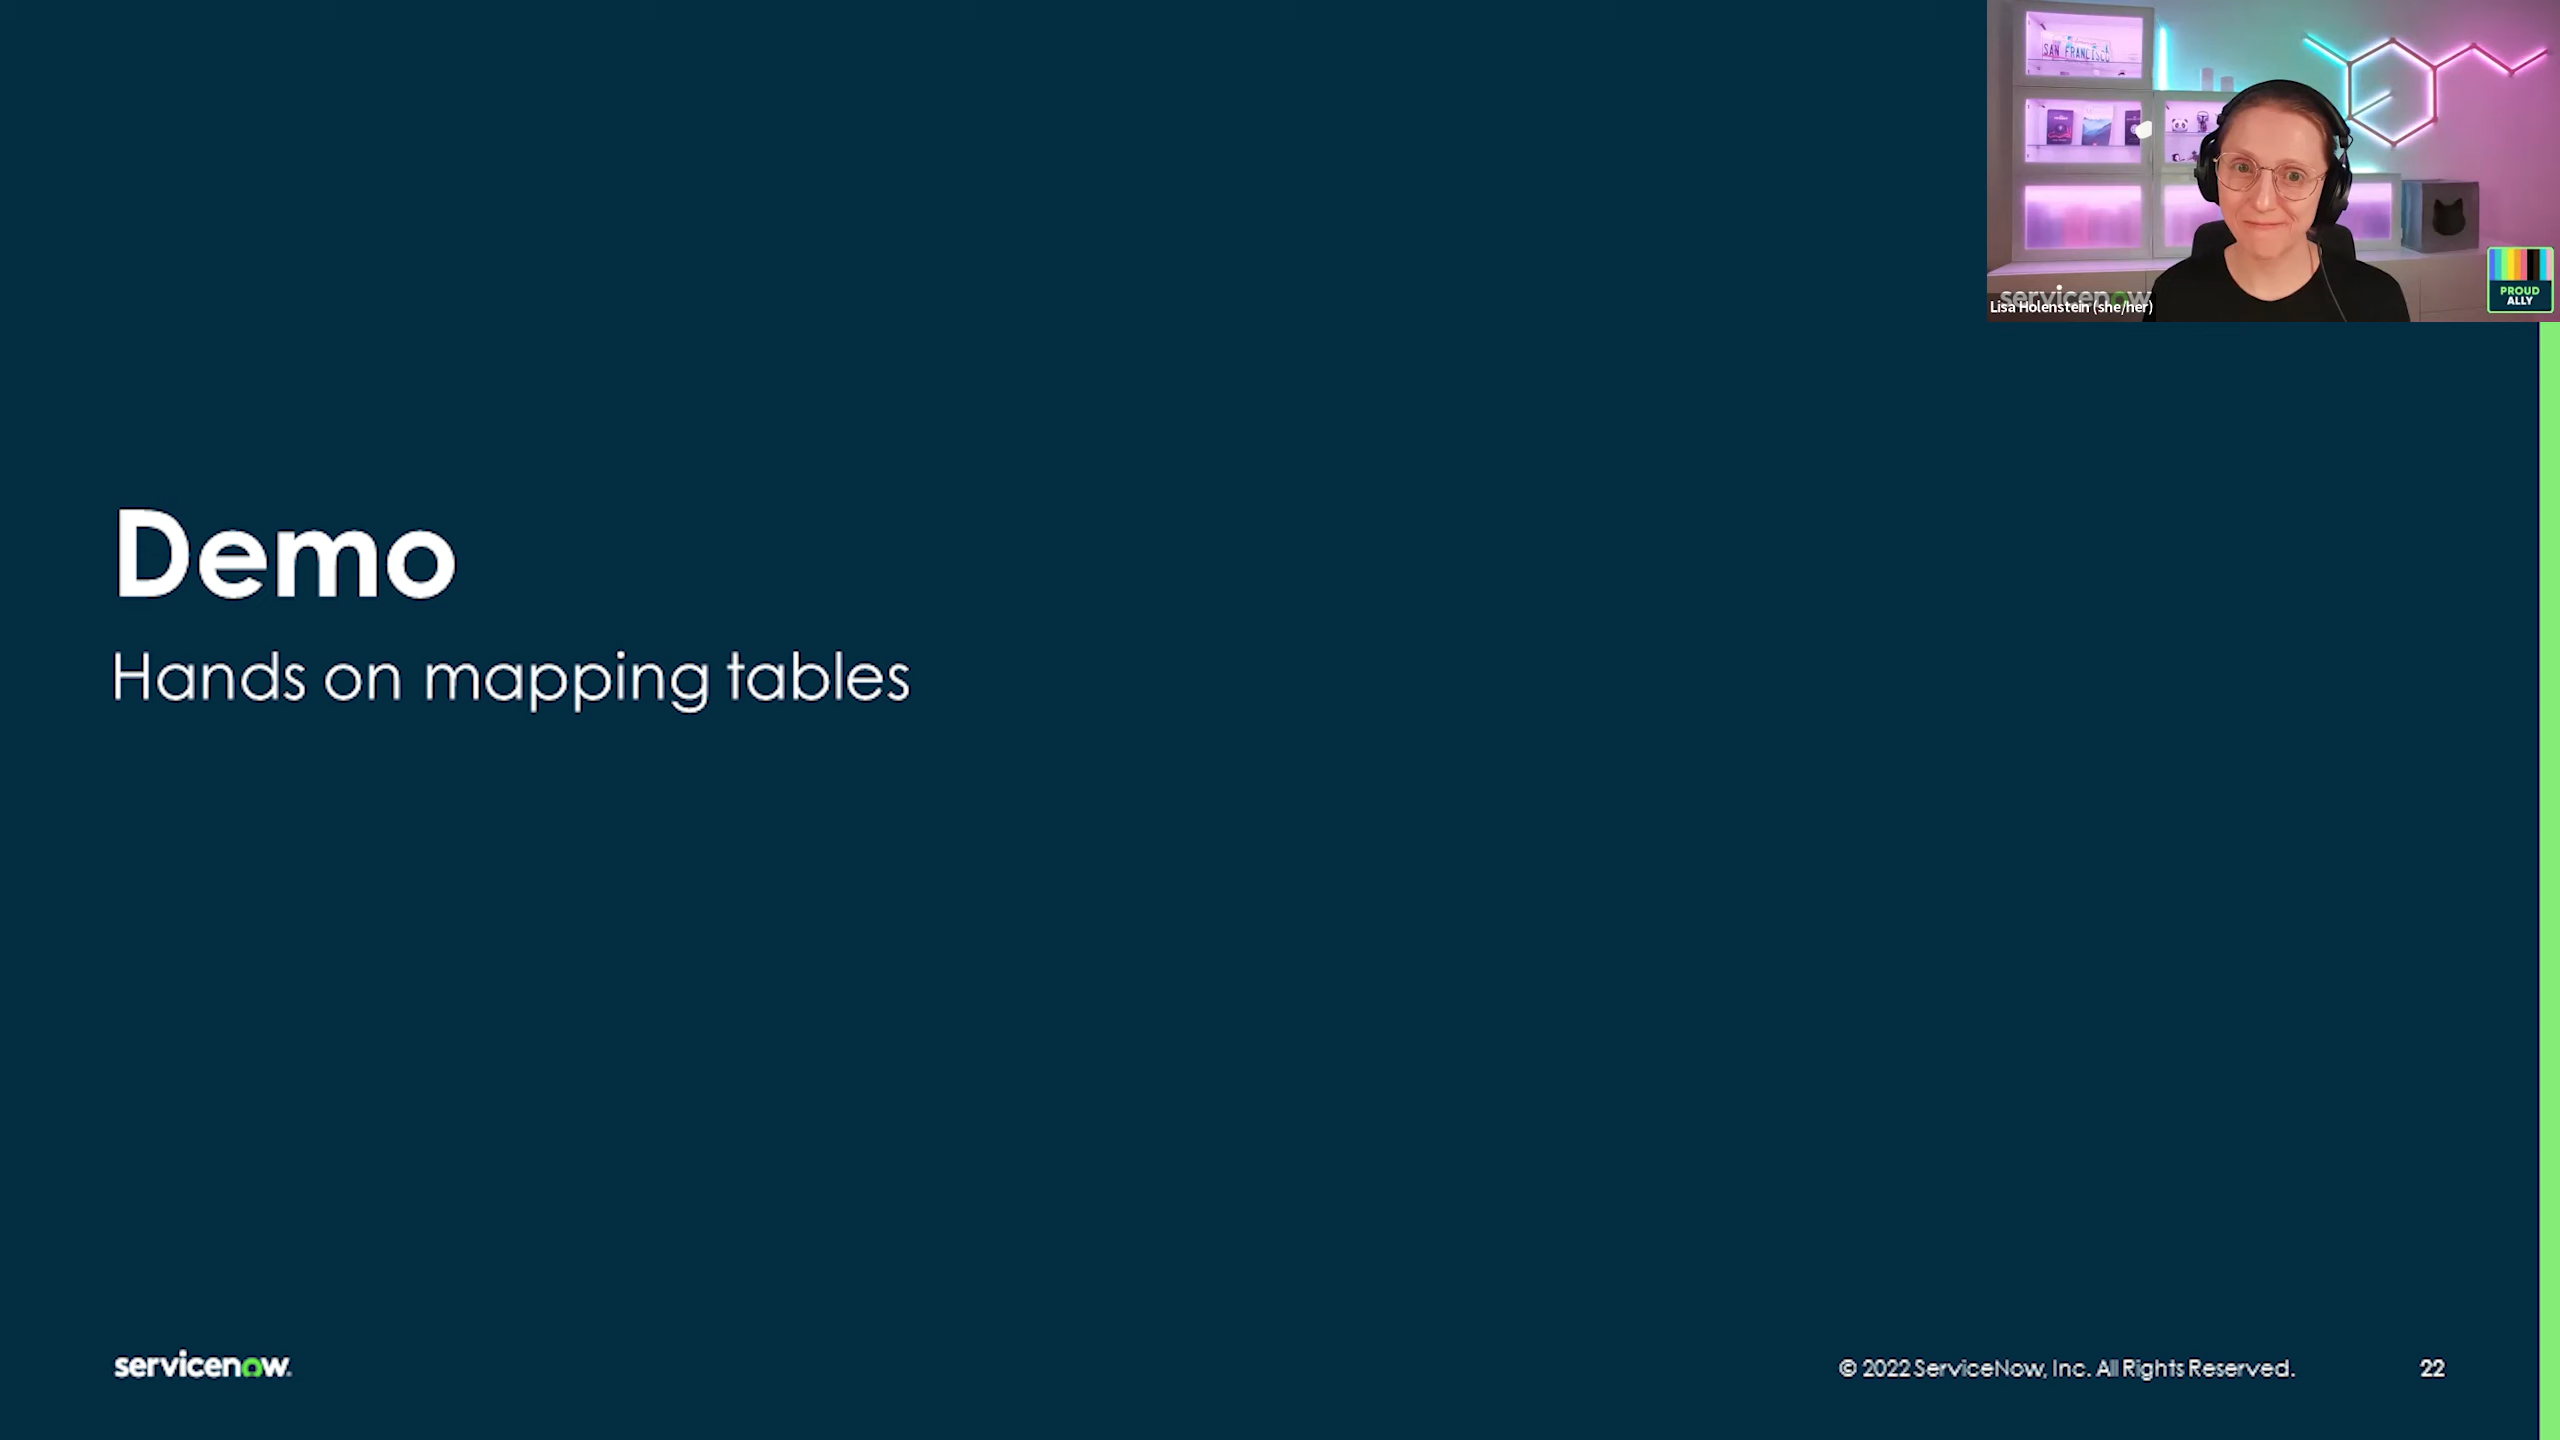 SAN FRANCISCO
servicenow
Lisa Holenstein (she/her)
PROUD
ALLY
Demo
Hands on mapping tables
servicenow.
© 2022 ServiceNow, Inc. All Rights Reserved.
22